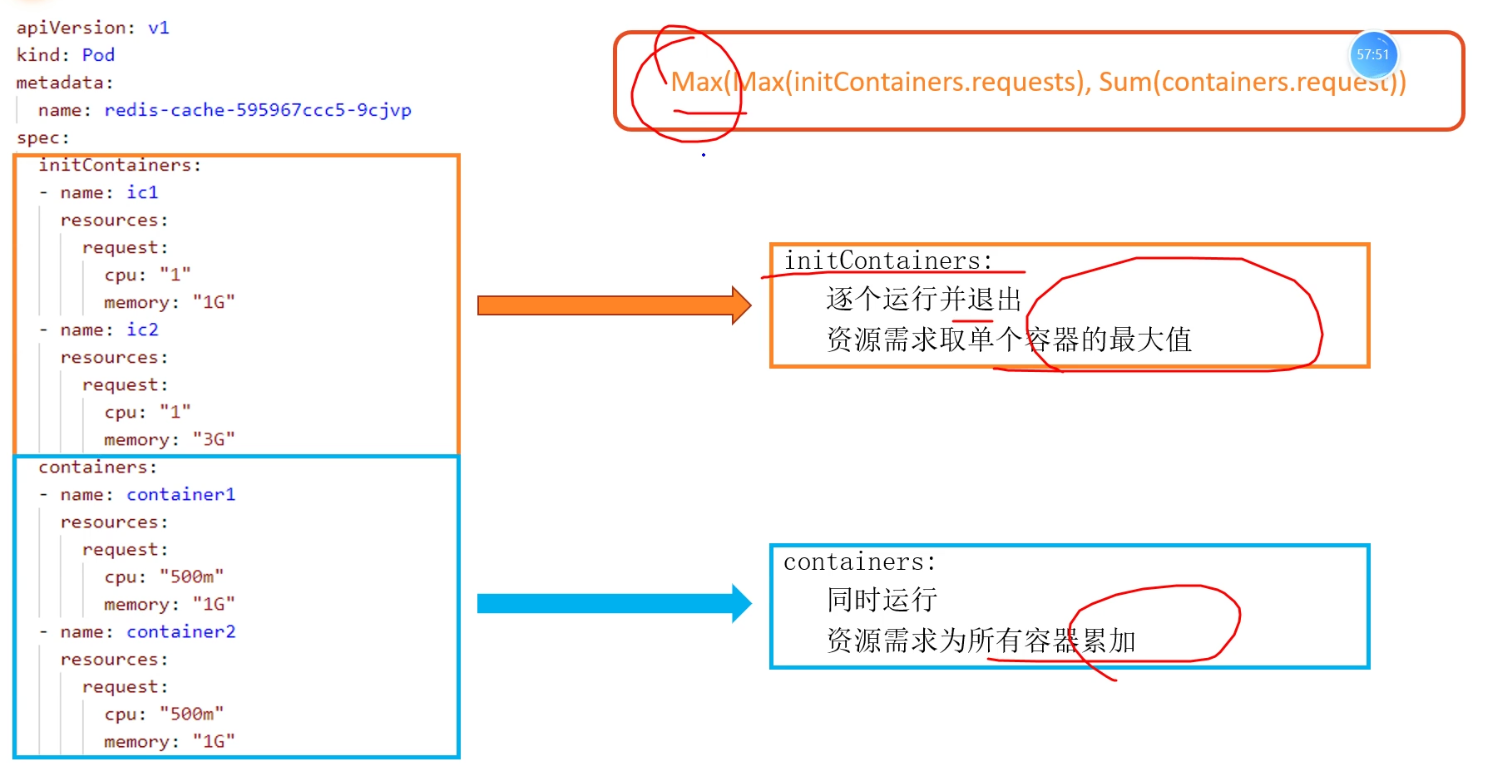 apiVersion: v1
kind: Pod
metadata:
name: redis-cache-595967ccc5-9cjvp
spec:
initContainers:
- name: ic1
resources:
request:
cpu: "1"
memory: "1G"
- name: ic2
resources:
request:
cpu: "1"
memory: "3G"
containers:
- name: container1
resources:
request:
cpu: "500m"
memory: "1G"
- name: container2
resources:
request:
cpu: "500m"
memory: "1G"
57:51
Max(Max(initContainers.requests), Sum(containers.request))
initContainers:
逐个运行并退出
资源需求取单个容器的最大值
containers:
同时运行
资源需求为所有容器累加